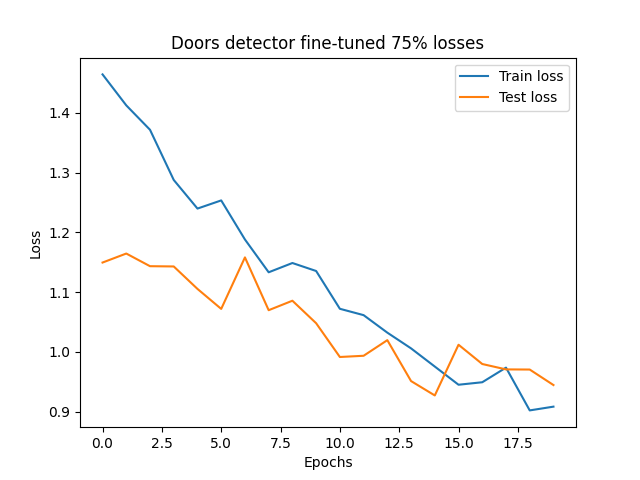 Doors detector fine-tuned 75% losses
Train loss
Test loss
Loss
1.4
1.3
1.2
1.1
1.0
0.9
0.0 2.5 5.0 7.5 10.0 12.5 15.0 17.5
Epochs